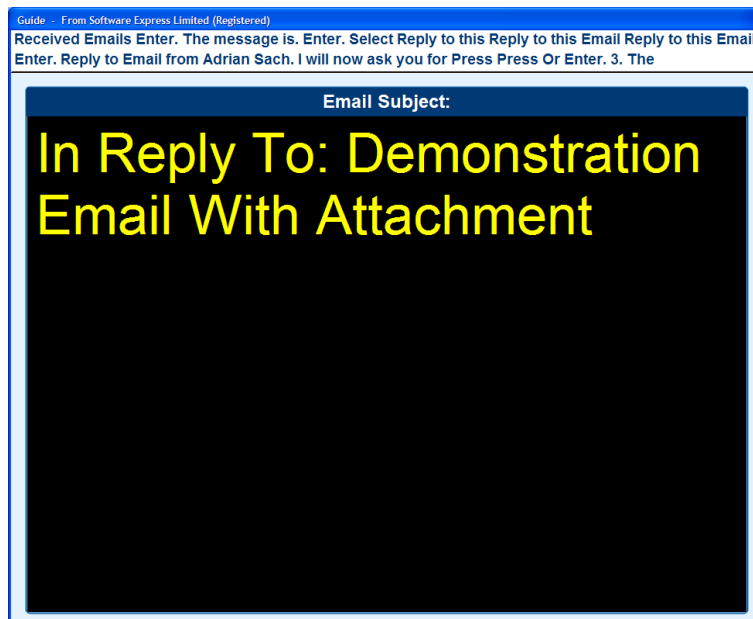 Guide - From Software Express Limited (Registered)
Received Emails Enter. The message is. Enter. Select Reply to this Reply to this Email Reply to this Emai
Enter. Reply to Email from Adrian Sach. I will now ask you for Press Press Or Enter. 3. The
Email Subject:
In Reply To: Demonstration
Email With Attachment